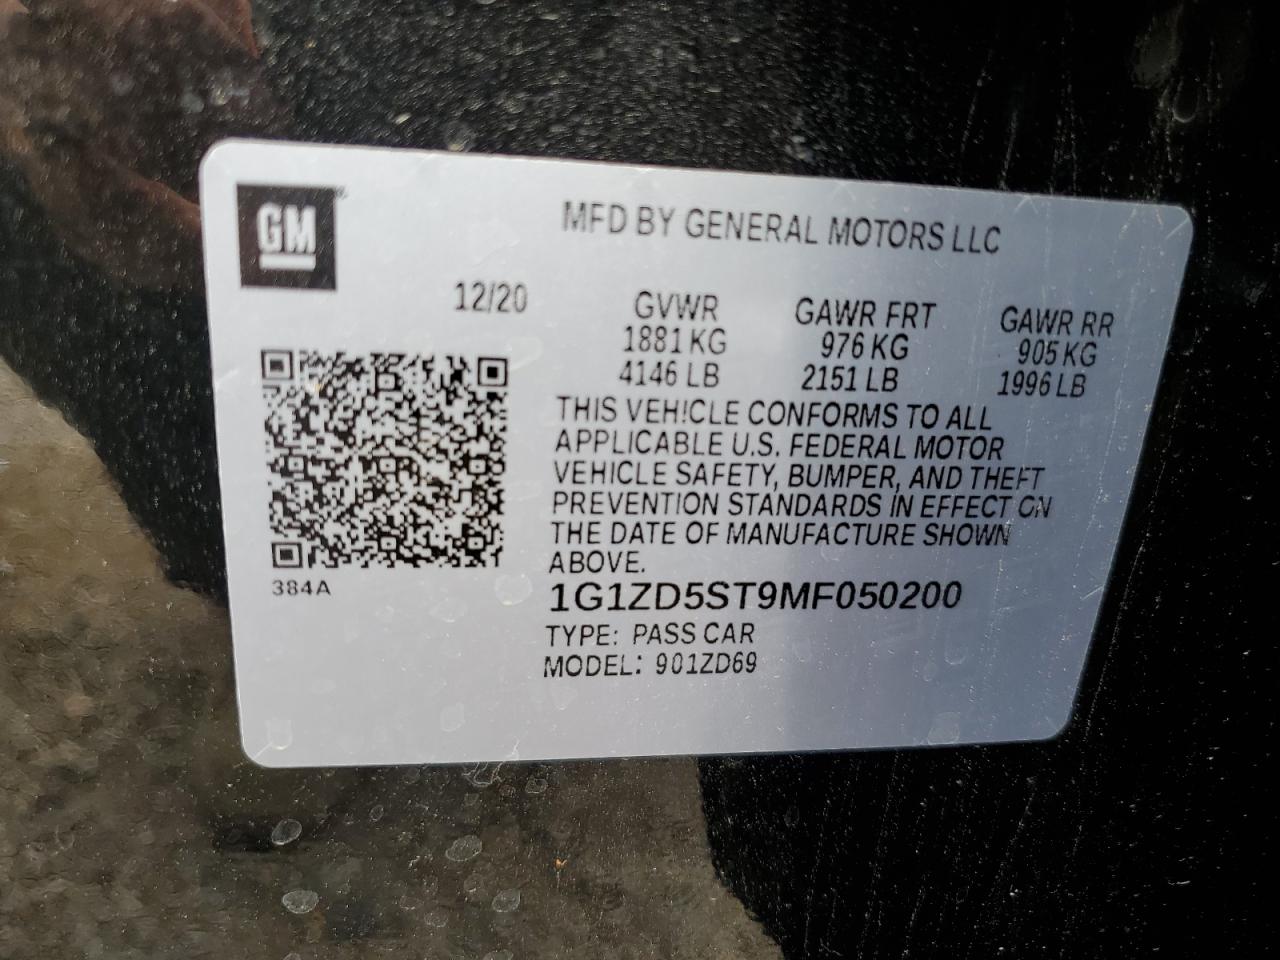 GM
MFD BY GENERAL MOTORS LLC
12/20
GVWR GAWR FRT GAWR RR
1881 KG 976 KG 905 KG
4146 LB 2151 LB 1996 LB
THIS VEHICLE CONFORMS TO ALL
APPLICABLE U.S. FEDERAL MOTOR
VEHICLE SAFETY, BUMPER, AND THEFT
PREVENTION STANDARDS IN EFFECT ON
THE DATE OF MANUFACTURE SHOWN
ABOVE.
384A
1G1ZD5ST9MF050200
TYPE: PASS CAR
MODEL: 901ZD69